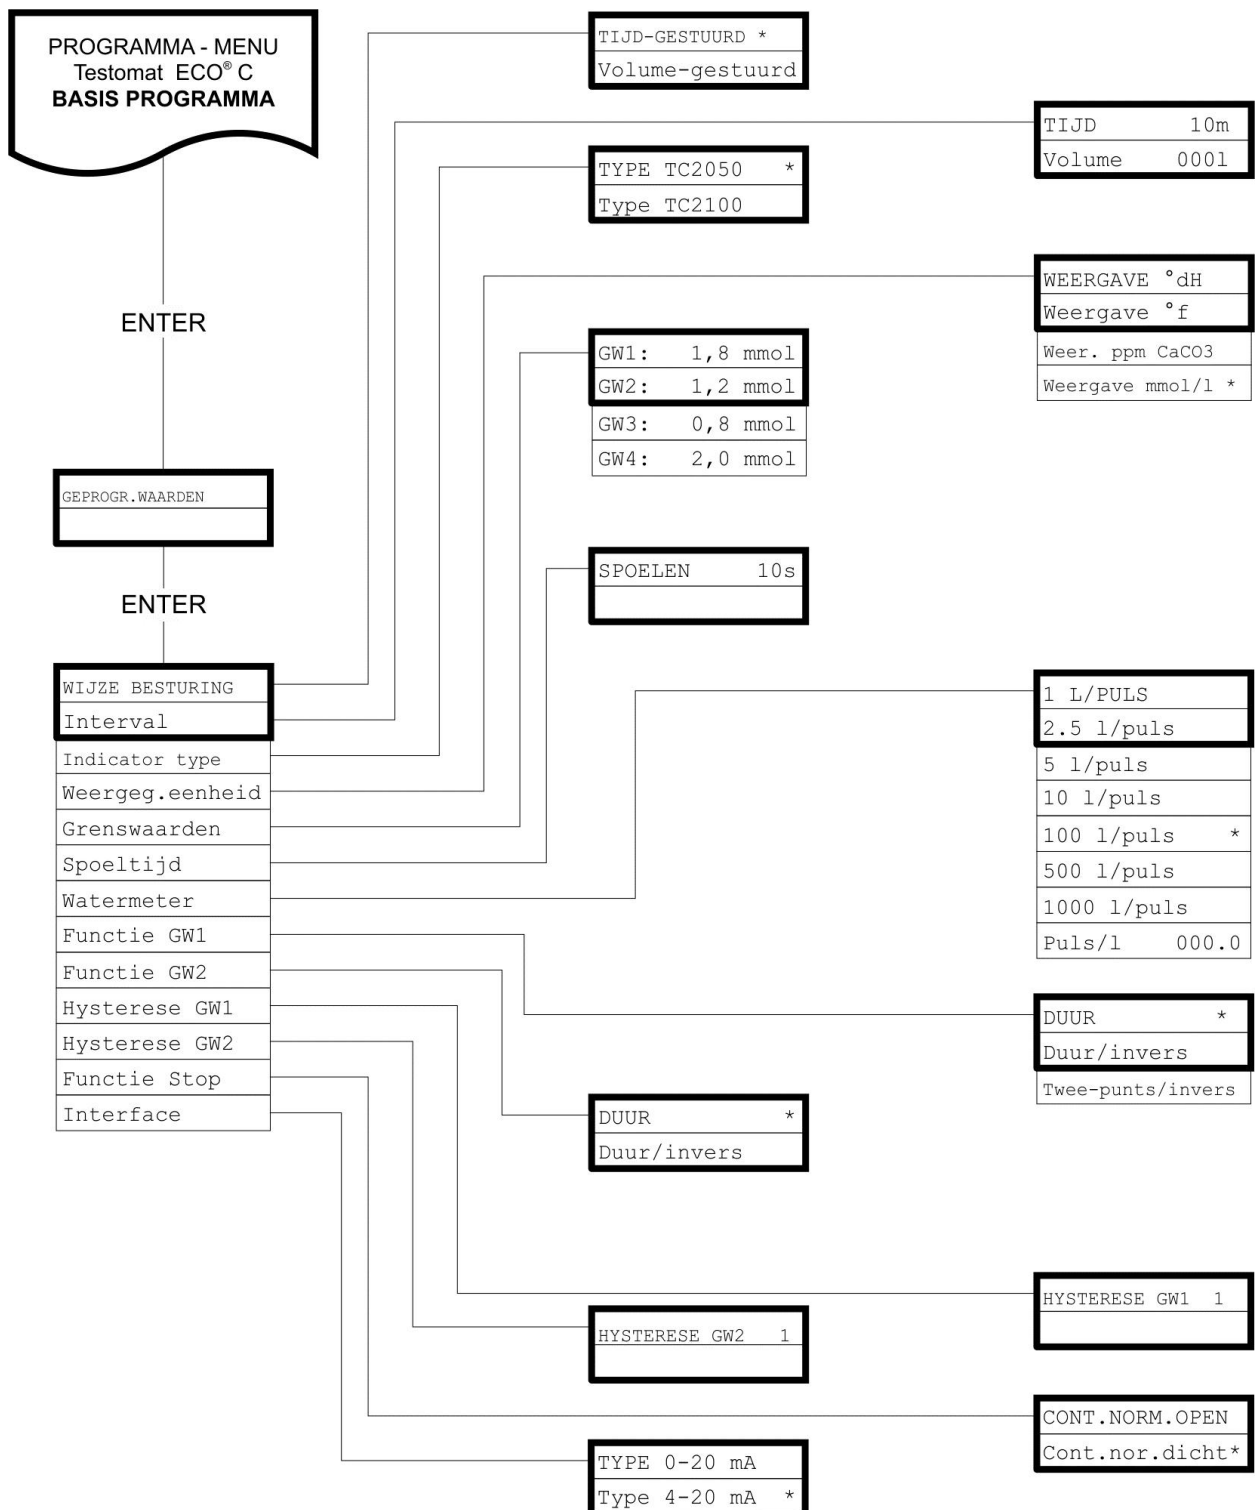 PROGRAMMA - MENU
Testomat ECO® C
BASIS PROGRAMMA
ENTER
GEPROGR.WAARDEN
ENTER
WIJZE BESTURING
Interval
Indicator type
Weergeg.eenheid
Grenswaarden
Spoeltijd
Watermeter
Functie GW1
Functie GW2
Hysterese GW1
Hysterese GW2
Functie Stop
Interface
TIJD-GESTUURD *
Volume-gestuurd
TIJD 10m
Volume 000l
TYPE TC2050 *
Type TC2100
WEERGAVE °dH
Weergave °f
Weer. ppm CaCO3
Weergave mmol/l *
GW1: 1,8 mmol
GW2: 1,2 mmol
GW3: 0,8 mmol
GW4: 2,0 mmol
SPOELEN 10s
1 L/PULS
2.5 l/puls
5 l/puls
10 l/puls
100 l/puls *
500 l/puls
1000 l/puls
Puls/l 000.0
DUUR *
Duur/invers
Twee-punts/invers
DUUR *
Duur/invers
HYSTERESE GW1 1
HYSTERESE GW2 1
CONT.NORM.OPEN
Cont.nor.dicht*
TYPE 0-20 mA
Type 4-20 mA *